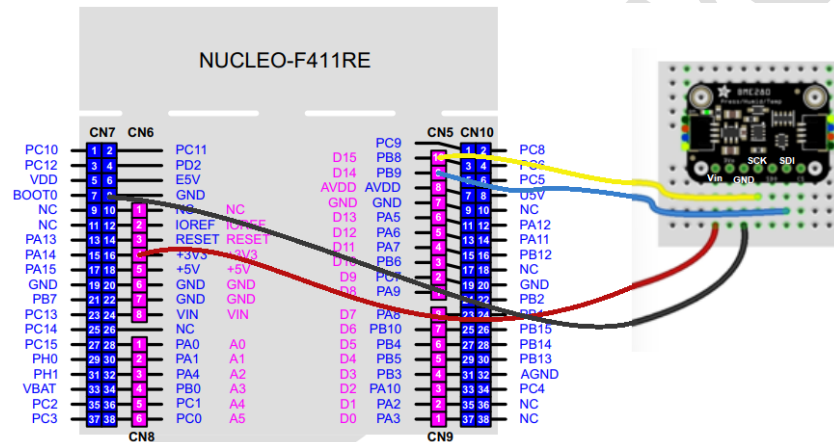 NUCLEO-F411RE
CN7 CN6 CN5 CN10
PC9
PC10 1 2 PC11 D15 PB8 1 2 PC8
PC12 3 4 PD2 D14 PB9 3 4 PC6
VDD 5 6 E5V AVDD AVDD 8 5 6 PC5
BOOT0 7 GND GND GND 7 7 8 U5V
NC 9 10 1 NC NC D13 PA5 6 9 10 NC
NC 11 12 2 IOREF IOREF D12 PA6 5 11 12 PA12
PA13 13 14 3 RESET RESET D11 PA7 4 13 14 PA11
PA14 15 16 +3V3 +3V3 D10 PB6 3 15 16 PB12
PA15 17 18 5 +5V +5V D9 PC7 2 17 18 NC
GND 19 20 6 GND GND D8 PA9 1 19 20 GND
PB7 21 22 7 GND GND 21 22 PB2
PC13 23 24 8 VIN VIN D7 PA8 8 23 24
PC14 25 26 NC D6 PB10 7 25 26 PB15
PC15 27 28 1 PA0 A0 D5 PB4 6 27 28 PB14
PH0 29 30 2 PA1 A1 D4 PB5 5 29 30 PB13
PH1 31 32 3 PA4 A2 D3 PB3 4 31 32 AGND
VBAT 33 34 4 PB0 A3 D2 PA10 3 33 34 PC4
PC2 35 36 5 PC1 A4 D1 PA2 2 35 36 NC
PC3 37 38 6 PC0 A5 D0 PA3 1 37 38 NC
CN8 CN9
BME280
Press/Humid/Temp
SCK SDI
Vin GND